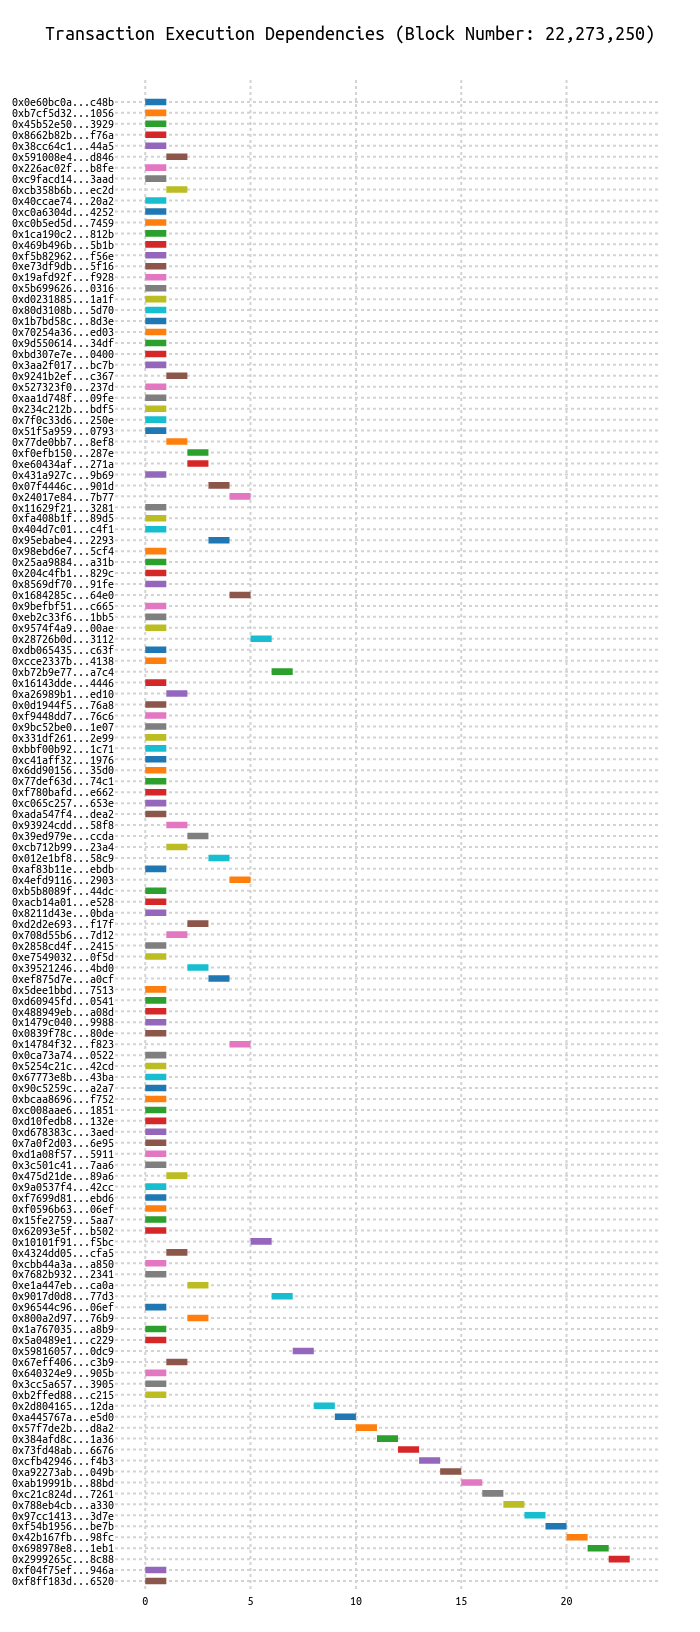 Transaction Execution Dependencies (Block Number: 22,273,250)
0x0e60bc0a...c48b
0xb7cf5d32...1056
0x45b52e50...3929
0x8662b82b...f76a
0x38cc64c1...44a5
0x591008e4...d846
0x226ac02f...b8fe
0xc9facd14...3aad
0xcb358b6b...ec2d
0x40ccae74...20a2
0xc0a6304d...4252
0xc0b5ed5d...7459
0x1ca190c2...812b
0x469b496b...5b1b
0xf5b82962...f56e
0xe73df9db...5f16
0x19afd92f...f928
0x5b699626...0316
0xd0231885...1a1f
0x80d3108b...5d70
0x1b7bd58c...8d3e
0x70254a36...ed03
0x9d550614...34df
0xbd307e7e...0400
0x3aa2f017...bc7b
0x9241b2ef...c367
0x527323f0...237d
0xaa1d748f...09fe
0x234c212b...bdf5
0x7f0c33d6...250e
0x51f5a959...0793
0x77de0bb7...8ef8
0xf0efb150...287e
0xe60434af...271a
0x431a927c...9b69
0x07f4446c...901d
0x24017e84...7b77
0x11629f21...3281
0xfa408b1f...89d5
0x404d7c01...c4f1
0x95ebabe4...2293
0x98ebd6e7...5cf4
0x25aa9884...a31b
0x204c4fb1...829c
0x8569df70...91fe
0x1684285c...64e0
0x9befbf51...c665
0xeb2c33f6...1bb5
0x9574f4a9...00ae
0x28726b0d...3112
0xdb065435...c63f
0xcce2337b...4138
0xb72b9e77...a7c4
0x16143dde...4446
0xa26989b1...ed10
0x0d1944f5...76a8
0xf9448dd7...76c6
0x9bc52be0...1e07
0x331df261...2e99
0xbbf00b92...1c71
0xc41aff32...1976
0x6dd90156...35d0
0x77def63d...74c1
0xf780bafd...e662
0xc065c257...653e
0xada547f4...dea2
0x93924cdd...58f8
0x39ed979e...ccda
0xcb712b99...23a4
0x012e1bf8...58c9
0xaf83b11e...ebdb
0x4efd9116...2903
0xb5b8089f...44dc
0xacb14a01...e528
0x8211d43e...0bda
0xd2d2e693...f17f
0x708d55b6...7d12
0x2858cd4f...2415
0xe7549032...0f5d
0x39521246...4bd0
0xef875d7e...a0cf
0x5dee1bbd...7513
0xd60945fd...0541
0x488949eb...a08d
0x1479c040...9988
0x0839f78c...80de
0x14784f32...f823
0x0ca73a74...0522
0x5254c21c...42cd
0x67773e8b...43ba
0x90c5259c...a2a7
0xbcaa8696...f752
0xc008aae6...1851
0xd10fedb8...132e
0xd678383c...3aed
0x7a0f2d03...6e95
0xd1a08f57...5911
0x3c501c41...7aa6
0x475d21de...89a6
0x9a0537f4...42cc
0xf7699d81...ebd6
0xf0596b63...06ef
0x15fe2759...5aa7
0x62093e5f...b502
0x10101f91...f5bc
0x4324dd05...cfa5
0xcbb44a3a...a850
0x7682b932...2341
0xe1a447eb...ca0a
0x9017d0d8...77d3
0x96544c96...06ef
0x800a2d97...76b9
0x1a767035...a8b9
0x5a0489e1...c229
0x59816057...0dc9
0x67eff406...c3b9
0x640324e9...905b
0x3cc5a657...3905
0xb2ffed88...c215
0x2d804165...12da
0xa445767a...e5d0
0x57f7de2b...d8a2
0x384afd8c...1a36
0x73fd48ab...6676
0xcfb42946...f4b3
0xa92273ab...049b
0xab19991b...88bd
0xc21c824d...7261
0x788eb4cb...a330
0x97cc1413...3d7e
0xf54b1956...be7b
0x42b167fb...98fc
0x698978e8...1eb1
0x2999265c...8c88
0xf04f75ef...946a
0xf8ff183d...6520
0 5 10 15 20